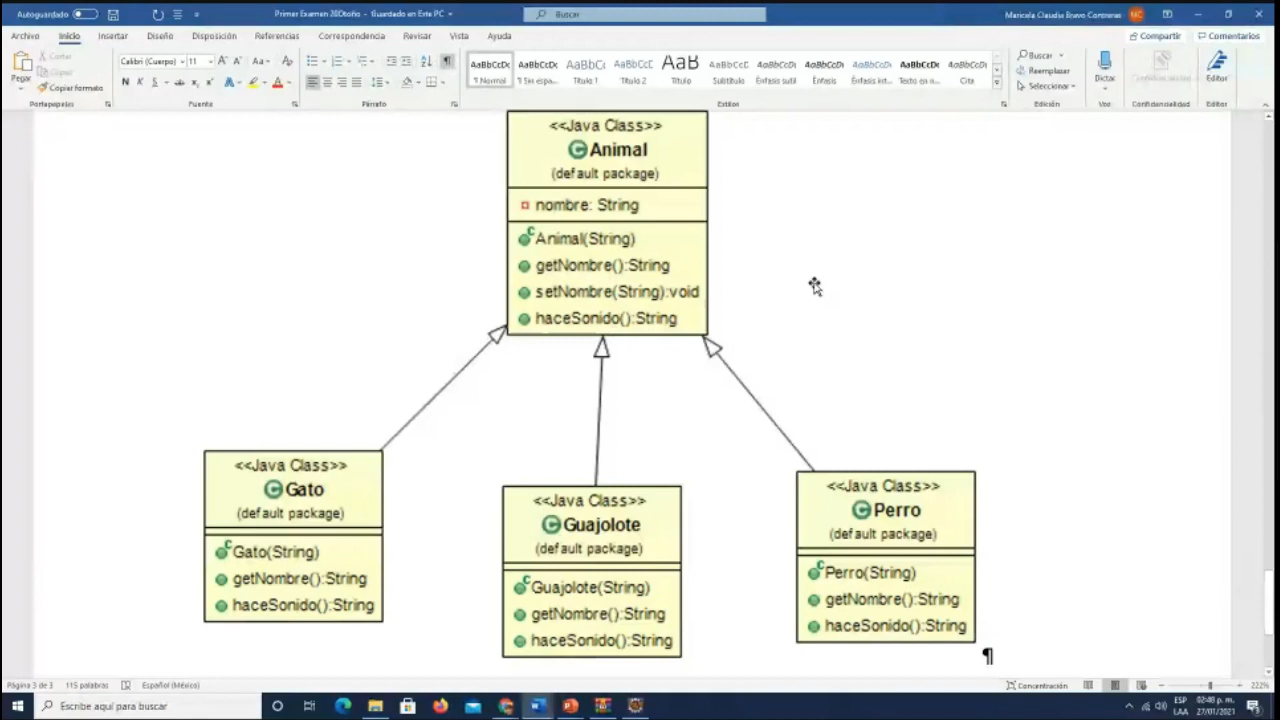 Autoguardado
Primer Examen 20Otoño - Guardado en Este PC
Buscar
Maricela Claudia Bravo Contreras
Archivo Inicio Insertar Diseño Disposición Referencias Correspondencia Revisar Vista Ayuda
Compartir Comentarios
Pegar
Cortar
Copiar
Copiar formato
Portapapeles
Calibri (Cuerpo) 11
Fuente
Párrafo
AaBbCcDc AaBbCcDc AaBbC( AaBbCcC AaB AaBbCcC AaBbCcDc AaBbCcDc AaBbCcDc AaBbCcDc AaBbCcDc
¶ Normal ¶ Sin espa... Título 1 Título 2 Título Subtítulo Énfasis sutil Énfasis Énfasis int... Texto en n... Cita
Estilos
Buscar
Reemplazar
Seleccionar
Edición
Dictar
Voz
Confidencialidad
Editor
Editor
<<Java Class>>
Animal
(default package)
nombre: String
Animal(String)
getNombre():String
setNombre(String):void
haceSonido():String
<<Java Class>>
Gato
(default package)
Gato(String)
getNombre():String
haceSonido():String
<<Java Class>>
Guajolote
(default package)
Guajolote(String)
getNombre():String
haceSonido():String
<<Java Class>>
Perro
(default package)
Perro(String)
getNombre():String
haceSonido():String
¶
Página 3 de 3 115 palabras Español (México)
Concentración
222%
Escribe aquí para buscar
ESP
LAA
02:48 p. m.
27/01/2021